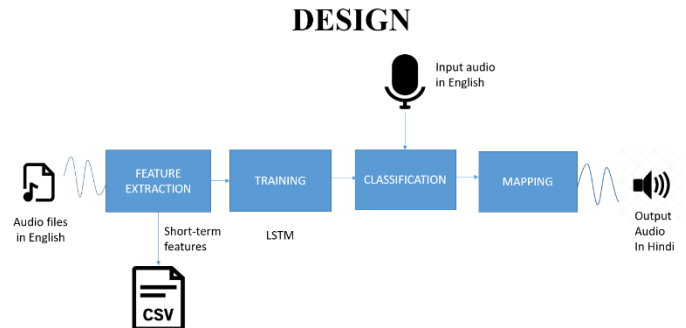 DESIGN
Input audio
in English
FEATURE
EXTRACTION
TRAINING
CLASSIFICATION
MAPPING
Audio files
in English
Short-term
features
LSTM
Output
Audio
In Hindi
CSV